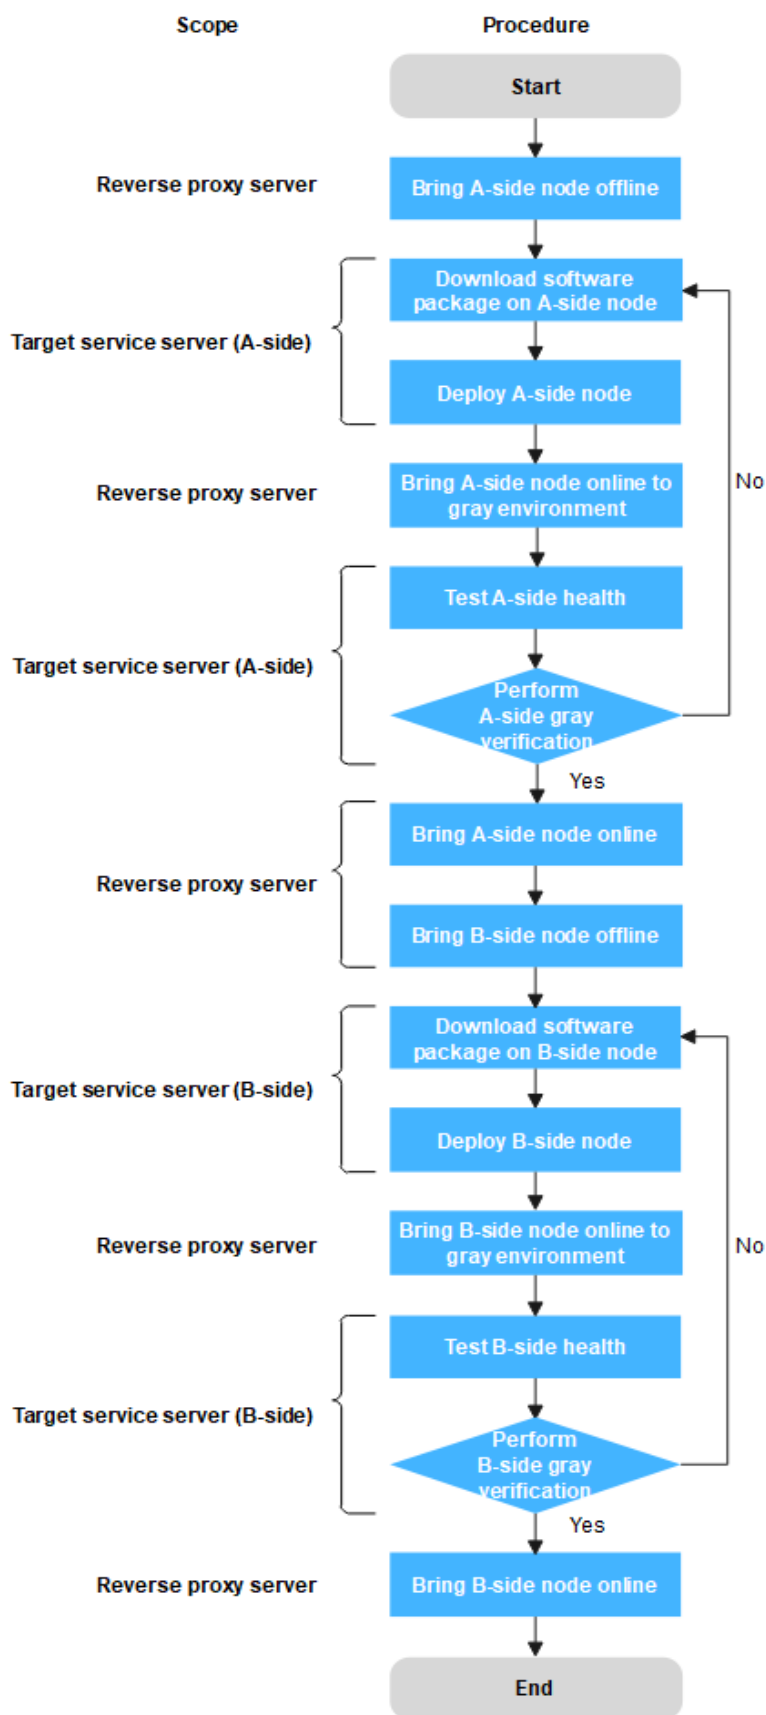 Scope
Procedure
Start
Reverse proxy server
Bring A-side node offline
Download software
package on A-side node
Target service server (A-side)
Deploy A-side node
Reverse proxy server
Bring A-side node online to
gray environment
No
Test A-side health
Target service server (A-side)
Perform
A-side gray
verification
Yes
Bring A-side node online
Reverse proxy server
Bring B-side node offline
Download software
package on B-side node
Target service server (B-side)
Deploy B-side node
Reverse proxy server
Bring B-side node online to
gray environment
No
Test B-side health
Target service server (B-side)
Perform
B-side gray
verification
Yes
Reverse proxy server
Bring B-side node online
End